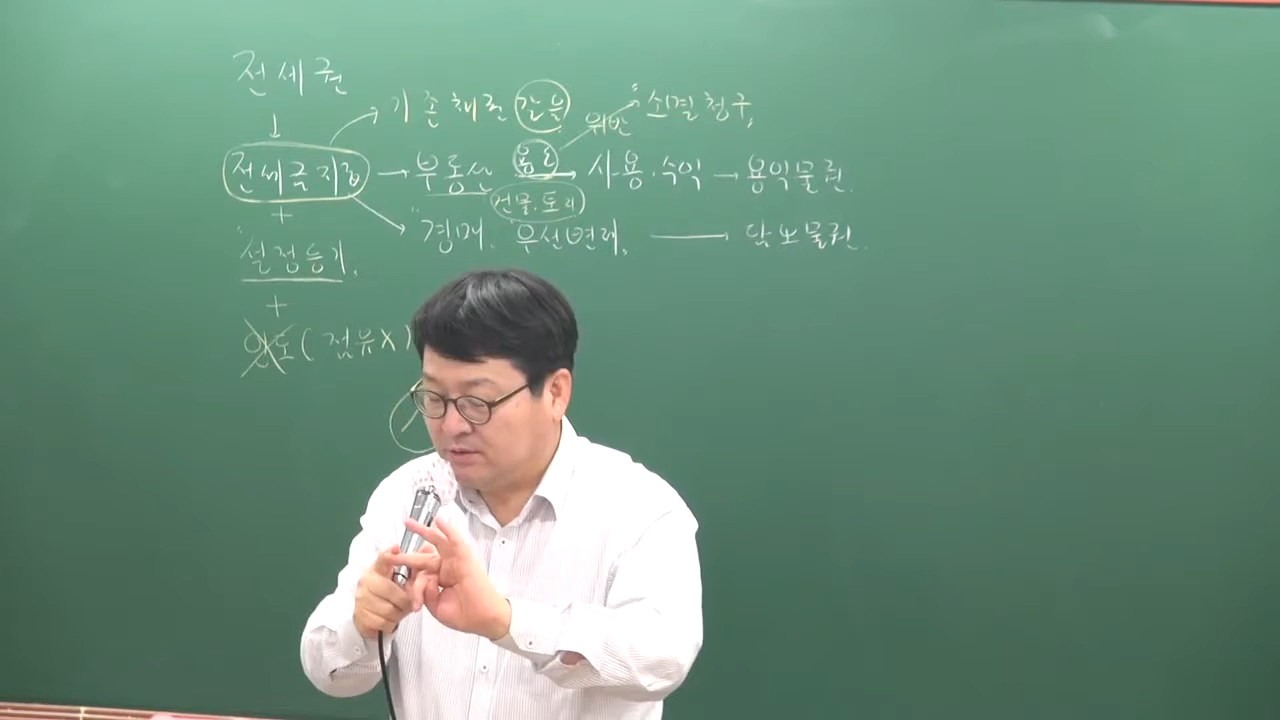 전세권
↓
기존채권 갈음 위반 "소멸청구"
전세금지급 → 부동산 용도 → 사용·수익 → 용익물권.
건물·토지
+
"경매. "우선변제" → 담보물권.
"설정등기"
+
인도 (점유X)